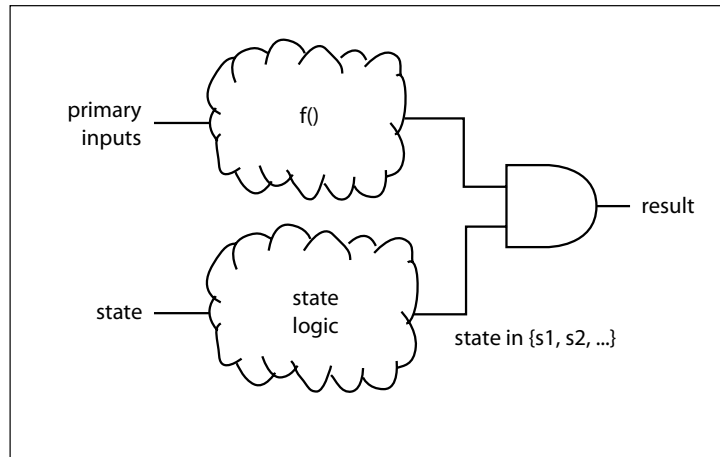 primary
inputs
f()
result
state
state
logic
state in {s1, s2, ...}